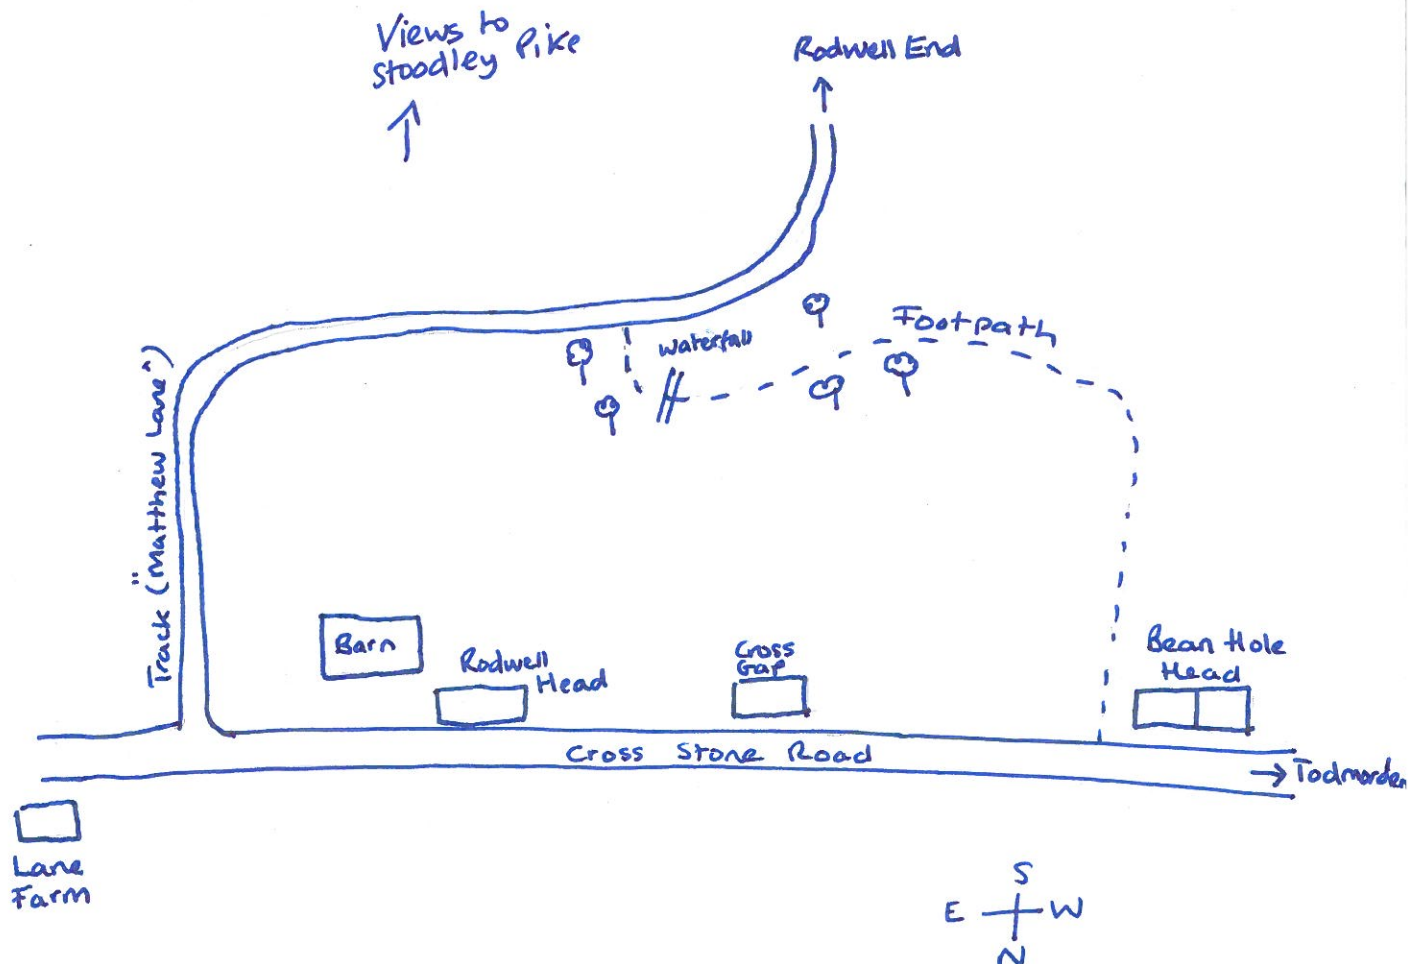 Views to
Stoodley Pike
Rodwell End
Footpath
Waterfall
Track ("Matthew Lane")
Barn
Rodwell
Head
Cross
Gap
Bean Hole
Head
Cross Stone Road
Todmorden
Lane
Farm
S
E W
N